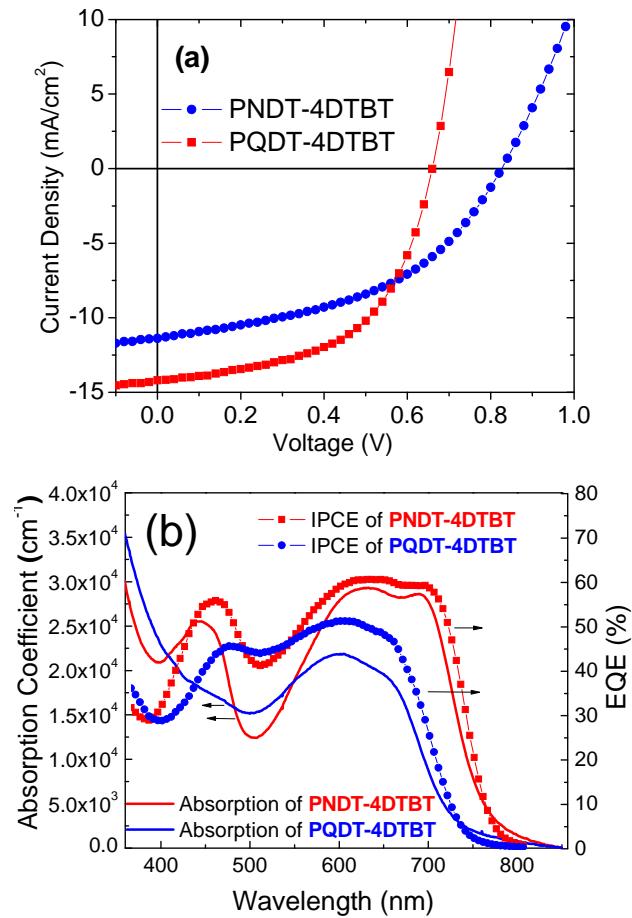 (a)
PNDT-4DTBT
PQDT-4DTBT
10
5
0
-5
-10
-15
Current Density (mA/cm²)
0.0 0.2 0.4 0.6 0.8 1.0
Voltage (V)
(b)
IPCE of PNDT-4DTBT
IPCE of PQDT-4DTBT
4.0x10⁴
3.5x10⁴
3.0x10⁴
2.5x10⁴
2.0x10⁴
1.5x10⁴
1.0x10⁴
5.0x10³
0.0
Absorption Coefficient (cm⁻¹)
80
70
60
50
40
30
20
10
0
EQE (%)
Absorption of PNDT-4DTBT
Absorption of PQDT-4DTBT
400 500 600 700 800
Wavelength (nm)